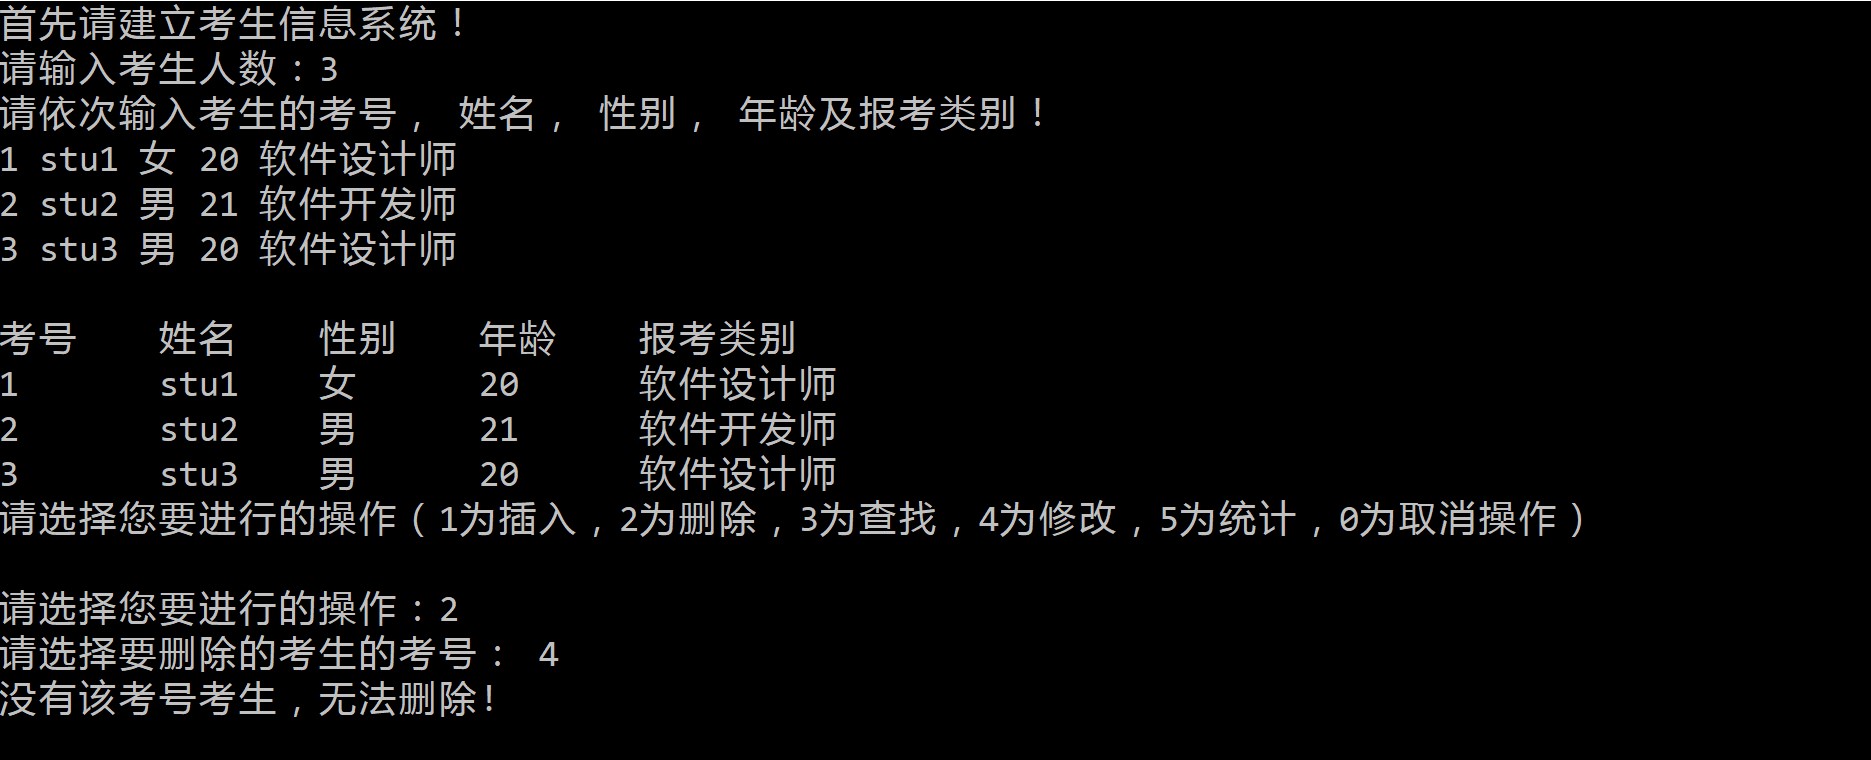 首先请建立考生信息系统！
请输入考生人数：3
请依次输入考生的考号， 姓名， 性别， 年龄及报考类别！
1 stu1 女 20 软件设计师
2 stu2 男 21 软件开发师
3 stu3 男 20 软件设计师
考号 姓名 性别 年龄 报考类别
1 stu1 女 20 软件设计师
2 stu2 男 21 软件开发师
3 stu3 男 20 软件设计师
请选择您要进行的操作（1为插入，2为删除，3为查找，4为修改，5为统计，0为取消操作）
请选择您要进行的操作：2
请选择要删除的考生的考号： 4
没有该考号考生，无法删除！